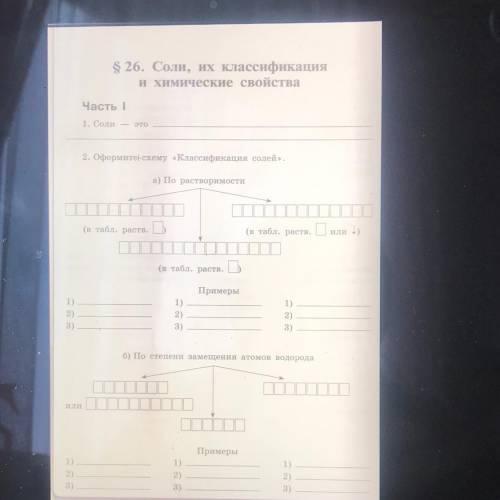 § 26. Соли, их классификация
и химические свойства
Часть I
1. Соли — это
2. Оформите схему «Классификация солей».
а) По растворимости
(в табл. раств. ) (в табл. раств. или ↓)
(в табл. раств. )
Примеры
1) 1) 1)
2) 2) 2)
3) 3) 3)
б) По степени замещения атомов водорода
или
Примеры
1) 1) 1)
2) 2) 2)
3) 3) 3)